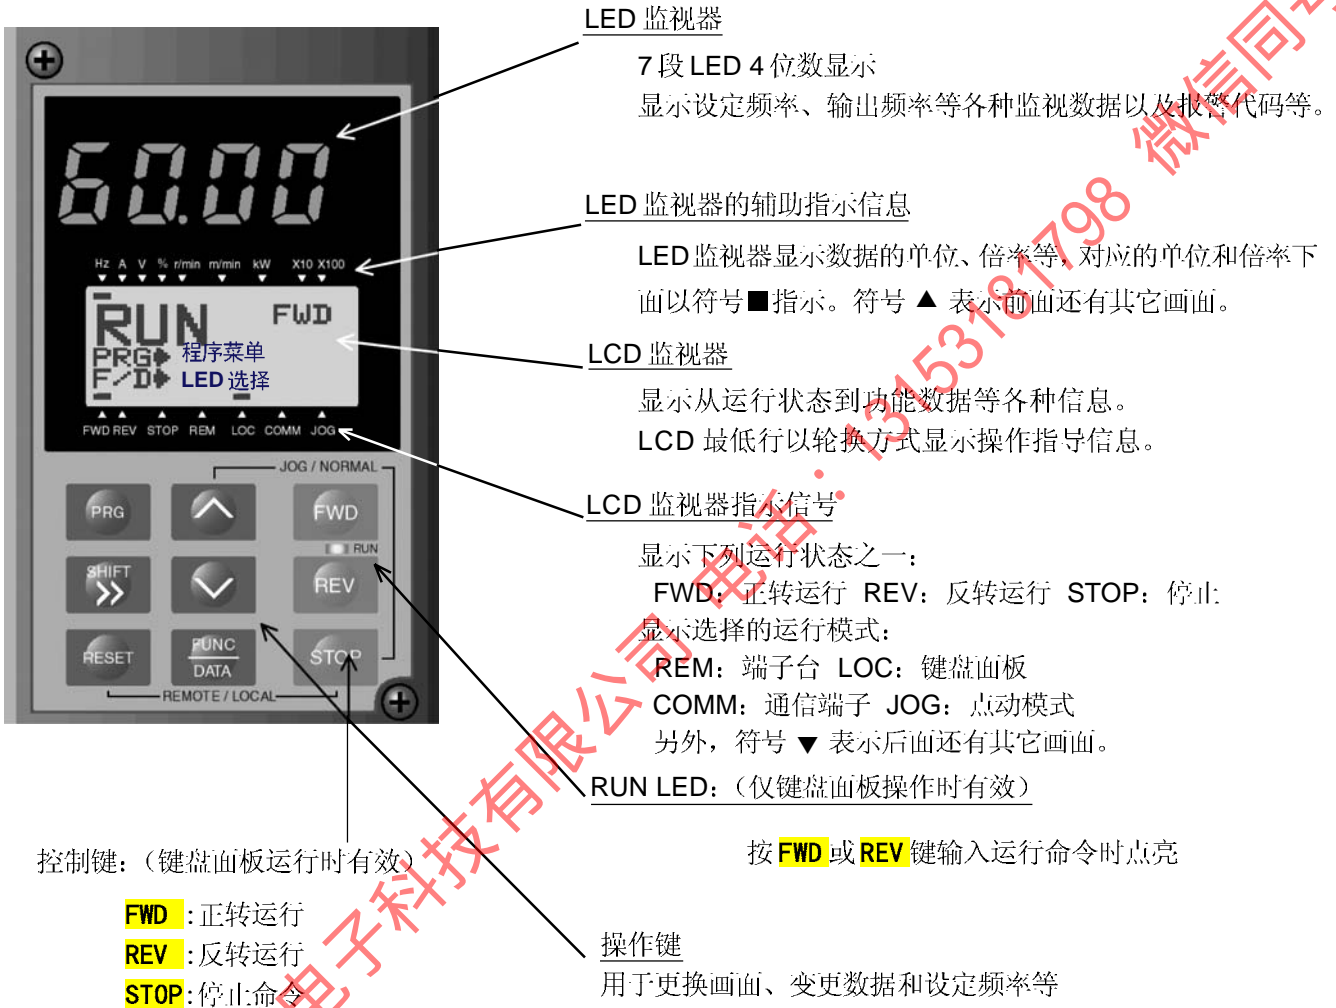 LED 监视器
7 段 LED 4 位数显示
显示设定频率、输出频率等各种监视数据以及报警代码等。
60.00
LED 监视器的辅助指示信息
LED 监视器显示数据的单位、倍率等，对应的单位和倍率下
面以符号■指示。符号 ▲ 表示前面还有其它画面。
Hz A V % r/min m/min kW X10 X100
RUN FWD
PRG 程序菜单
F/D LED 选择
FWD REV STOP REM LOC COMM JOG
LCD 监视器
显示从运行状态到功能数据等各种信息。
LCD 最低行以轮换方式显示操作指导信息。
JOG / NORMAL
PRG
FWD
RUN
SHIFT
REV
RESET
FUNC
DATA
STOP
REMOTE / LOCAL
LCD 监视器指示信号
显示下列运行状态之一：
FWD：正转运行 REV：反转运行 STOP：停止
显示选择的运行模式：
REM：端子台 LOC：键盘面板
COMM：通信端子 JOG：点动模式
另外，符号 ▼ 表示后面还有其它画面。
RUN LED：（仅键盘面板操作时有效）
按 FWD 或 REV 键输入运行命令时点亮
控制键：（键盘面板运行时有效）
FWD ：正转运行
REV ：反转运行
STOP：停止命令
操作键
用于更换画面、变更数据和设定频率等
电子科技有限公司 电话：13153181798 微信同号